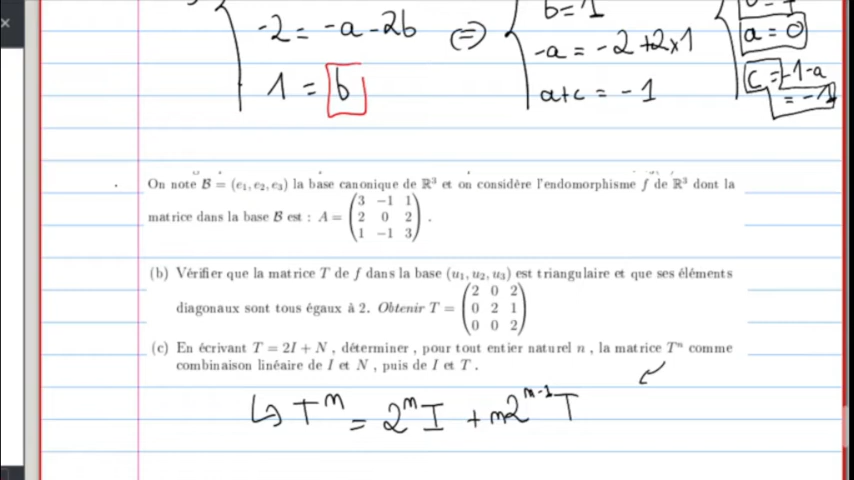 -2 = -a - 2b (=) b = 1
1 = b
-a = -2 + 2×1
a+c = -1
a = 0
c = -1-a
= -1
On note B = (e₁, e₂, e₃) la base canonique de ℝ³ et on considère l'endomorphisme f de ℝ³ dont la
matrice dans la base B est : A = (3 -1 1
2 0 2
1 -1 3) .
(b) Vérifier que la matrice T de f dans la base (u₁, u₂, u₃) est triangulaire et que ses éléments
diagonaux sont tous égaux à 2. Obtenir T = (2 0 2
0 2 1
0 0 2)
(c) En écrivant T = 2I + N , déterminer , pour tout entier naturel n , la matrice Tⁿ comme
combinaison linéaire de I et N , puis de I et T .
↳ Tⁿ = 2ⁿ I + n2ⁿ⁻¹ T